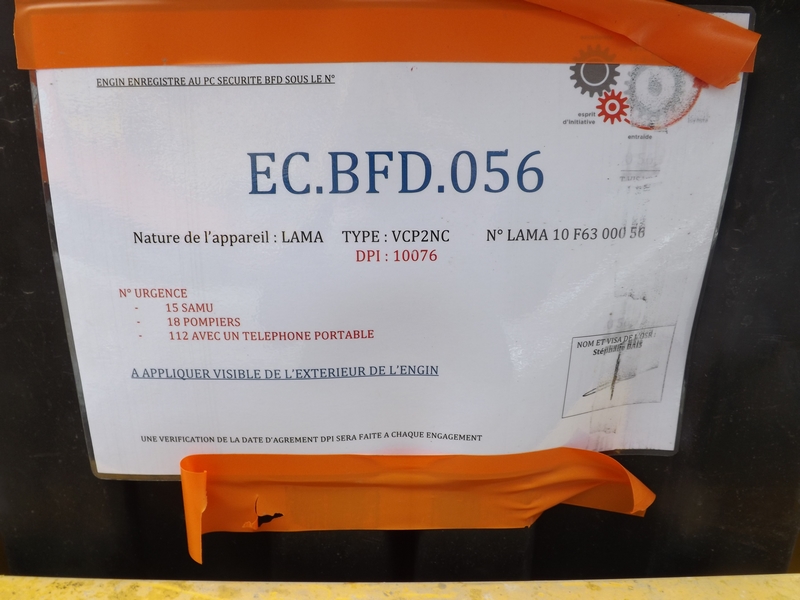 ENGIN ENREGISTRE AU PC SECURITE BFD SOUS LE N°
esprit
d'initiative
entraide
EC.BFD.056
Nature de l'appareil : LAMA TYPE : VCP2NC N° LAMA 10 F63 000 56
DPI : 10076
N° URGENCE
- 15 SAMU
- 18 POMPIERS
- 112 AVEC UN TELEPHONE PORTABLE
NOM ET VISA DE L'OSE :
A APPLIQUER VISIBLE DE L'EXTERIEUR DE L'ENGIN
UNE VERIFICATION DE LA DATE D'AGREMENT DPI SERA FAITE A CHAQUE ENGAGEMENT